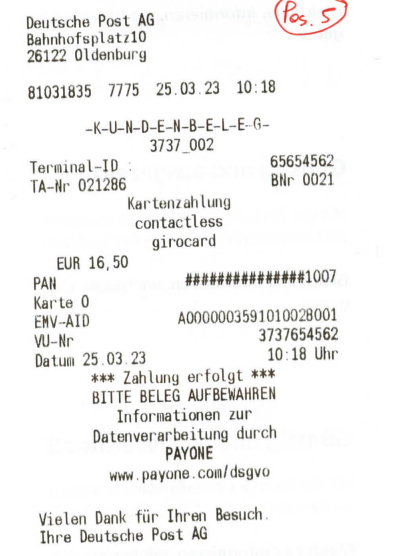 Pos. 5
Deutsche Post AG
Bahnhofsplatz10
26122 Oldenburg
81031835 7775 25.03.23 10:18
-K-U-N-D-E-N-B-E-L-E-G-
3737_002
Terminal-ID : 65654562
TA-Nr 021286 BNr 0021
Kartenzahlung
contactless
girocard
EUR 16,50
PAN ###############1007
Karte 0
EMV-AID A0000003591010028001
VU-Nr 3737654562
Datum 25.03.23 10:18 Uhr
*** Zahlung erfolgt ***
BITTE BELEG AUFBEWAHREN
Informationen zur
Datenverarbeitung durch
PAYONE
www.payone.com/dsgvo
Vielen Dank für Ihren Besuch.
Ihre Deutsche Post AG